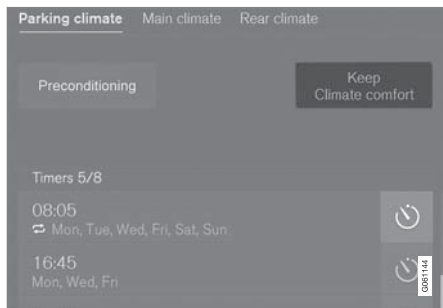 Parking climate Main climate Rear climate
Preconditioning
Keep
Climate comfort
Timers 5/8
08:05
Mon, Tue, Wed, Fri, Sat, Sun
16:45
Mon, Wed, Fri
G061144